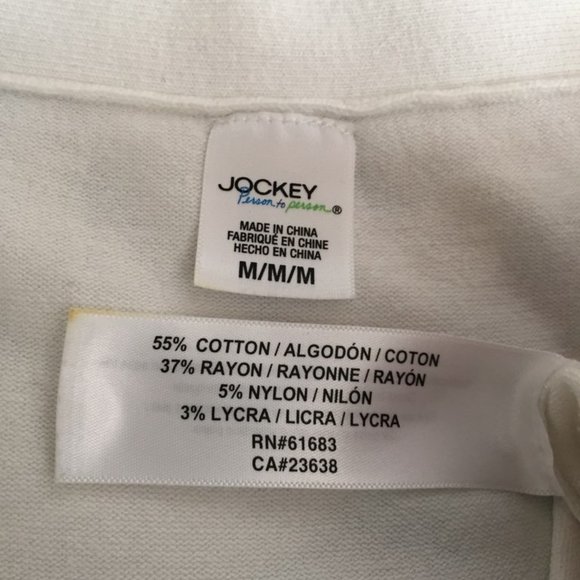 JOCKEY
Person to person®
MADE IN CHINA
FABRIQUÉ EN CHINE
HECHO EN CHINA
M/M/M
55% COTTON / ALGODÓN / COTON
37% RAYON / RAYONNE / RAYÓN
5% NYLON / NILÓN
3% LYCRA / LICRA / LYCRA
RN#61683
CA#23638